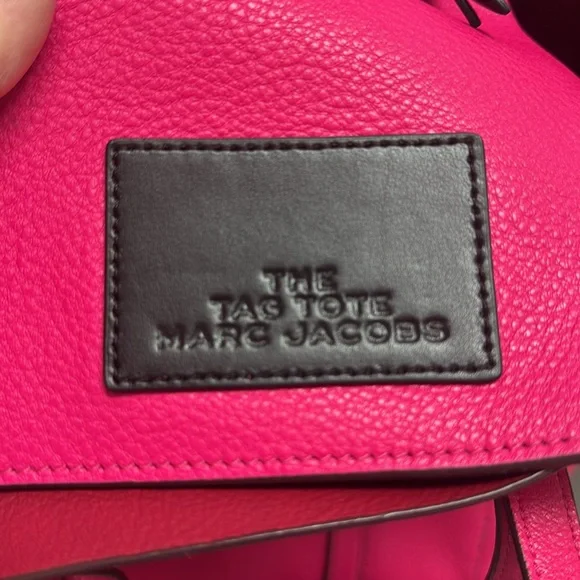 THE
TAG TOTE
MARC JACOBS